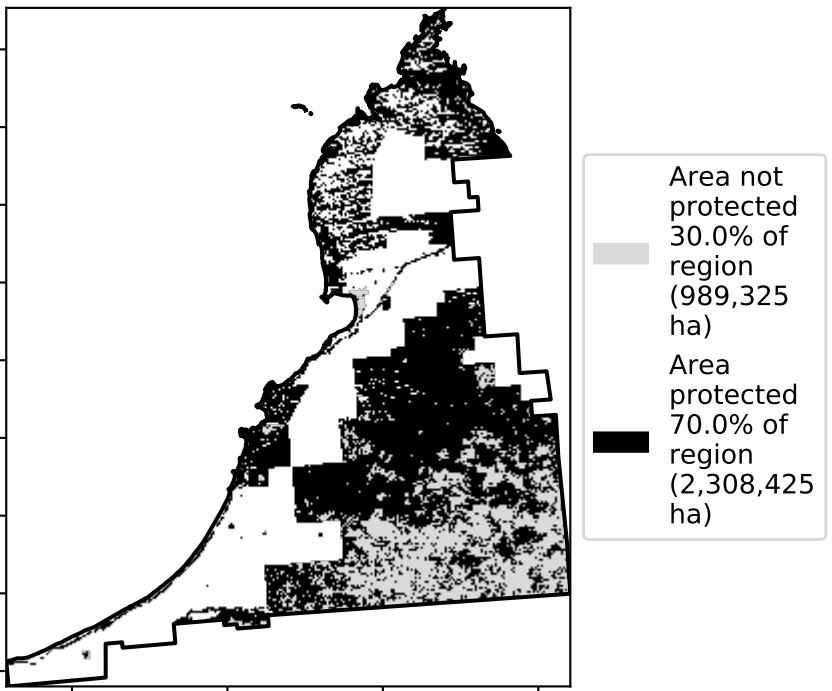 Area not
protected
30.0% of
region
(989,325
ha)
Area
protected
70.0% of
region
(2,308,425
ha)